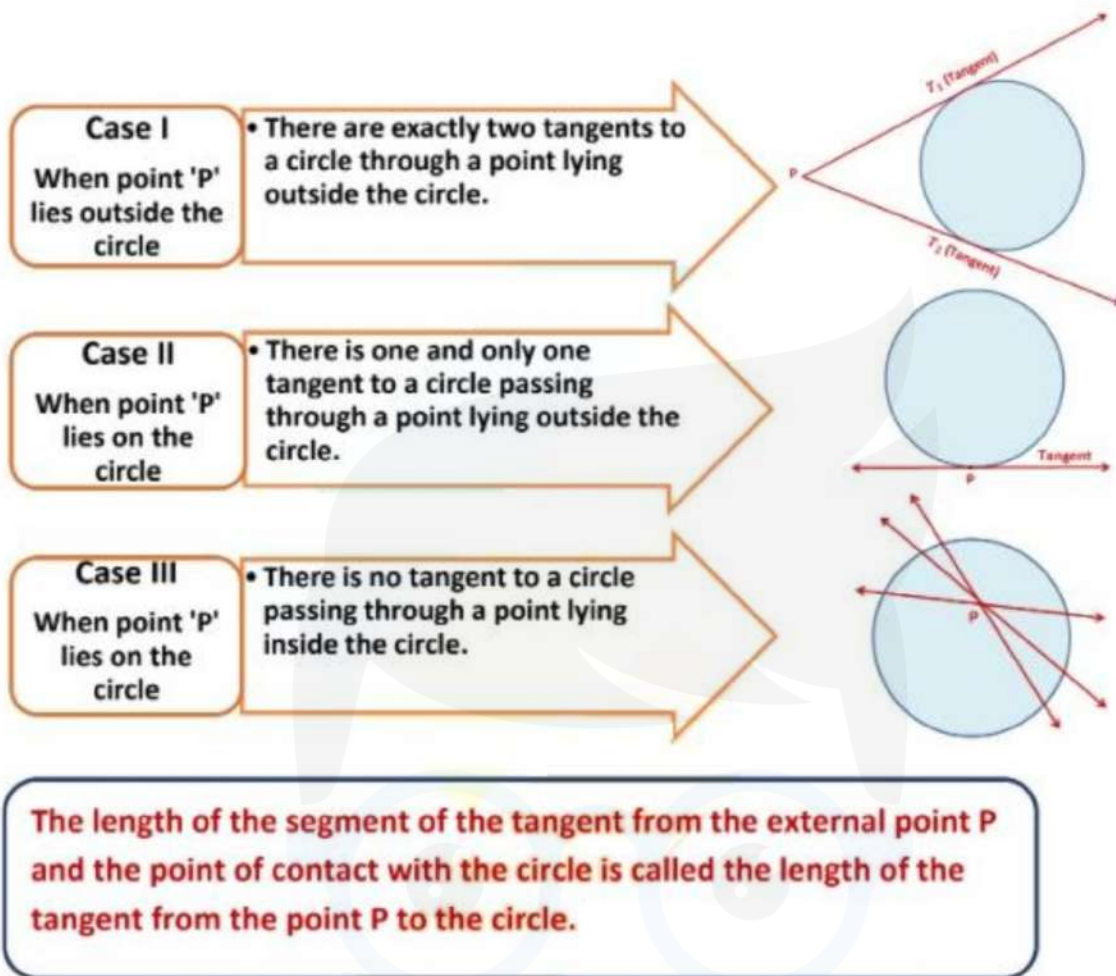 Case I
When point 'P'
lies outside the
circle
• There are exactly two tangents to
a circle through a point lying
outside the circle.
P
T₁ (Tangent)
T₂ (Tangent)
Case II
When point 'P'
lies on the
circle
• There is one and only one
tangent to a circle passing
through a point lying outside the
circle.
Tangent
P
Case III
When point 'P'
lies on the
circle
• There is no tangent to a circle
passing through a point lying
inside the circle.
P
The length of the segment of the tangent from the external point P
and the point of contact with the circle is called the length of the
tangent from the point P to the circle.